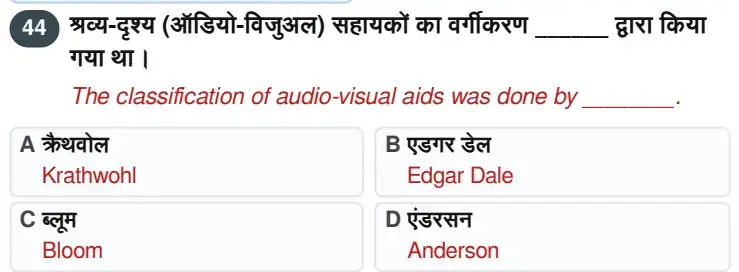 44 श्रव्य-दृश्य (ऑडियो-विजुअल) सहायकों का वर्गीकरण ______ द्वारा किया
गया था ।
The classification of audio-visual aids was done by ________.
A क्रैथवोल
Krathwohl
B एडगर डेल
Edgar Dale
C ब्लूम
Bloom
D एंडरसन
Anderson